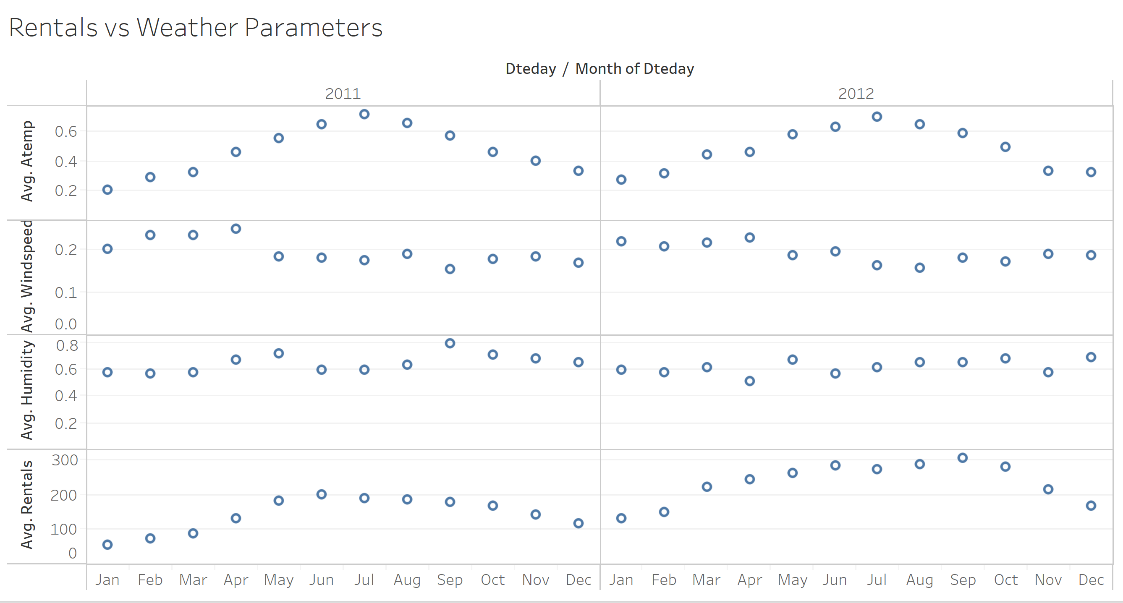 Rentals vs Weather Parameters
Dteday / Month of Dteday
2011 2012
Avg. Atemp
0.6
0.4
0.2
Avg. Windspeed
0.2
0.1
0.0
Avg. Humidity
0.8
0.6
0.4
0.2
Avg. Rentals
300
200
100
0
Jan Feb Mar Apr May Jun Jul Aug Sep Oct Nov Dec Jan Feb Mar Apr May Jun Jul Aug Sep Oct Nov Dec